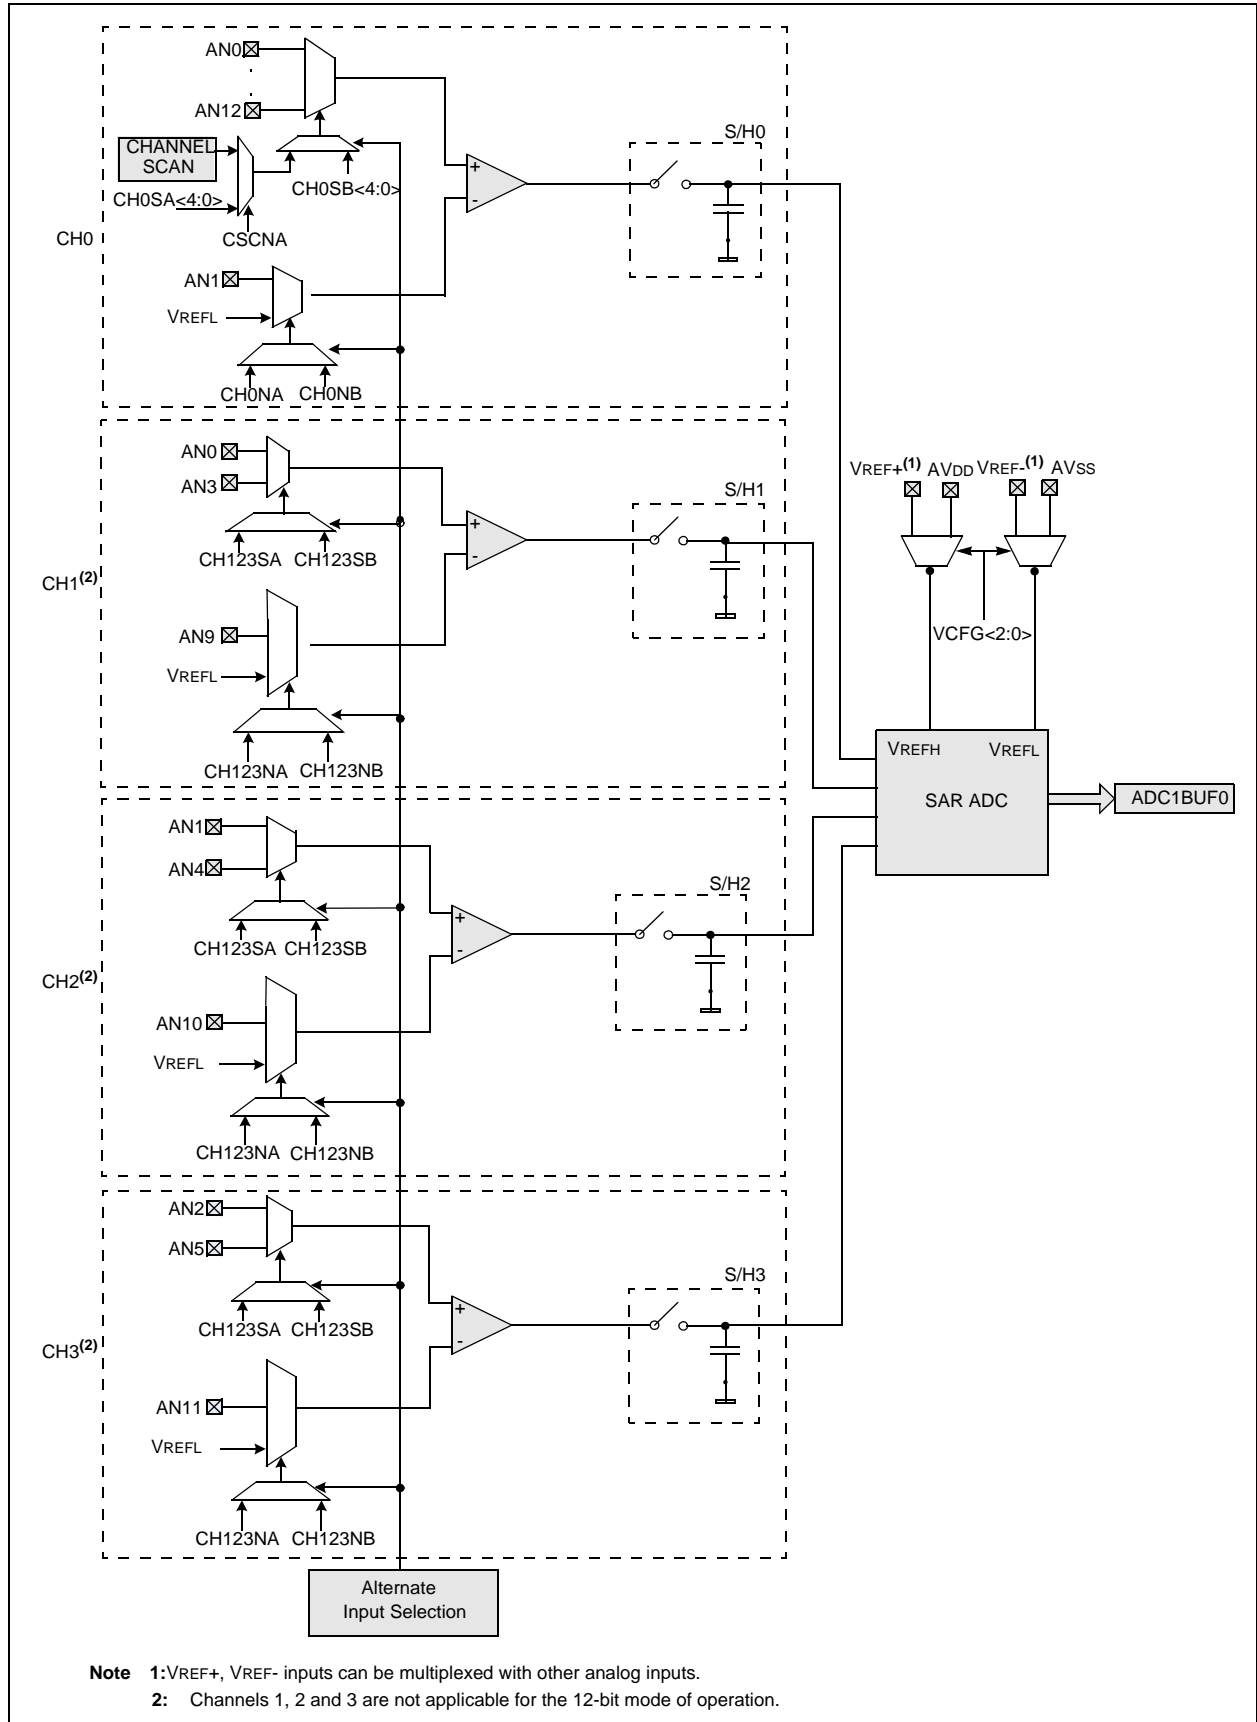 AN0
AN12
CHANNEL
SCAN
CH0SA<4:0>
CH0SB<4:0>
CSCNA
+
-
S/H0
CH0
AN1
VREFL
CH0NA CH0NB
AN0
AN3
CH123SA CH123SB
+
-
S/H1
CH1(2)
AN9
VREFL
CH123NA CH123NB
VREF+(1) AVDD VREF-(1) AVSS
VCFG<2:0>
VREFH VREFL
SAR ADC
ADC1BUF0
AN1
AN4
CH123SA CH123SB
+
-
S/H2
CH2(2)
AN10
VREFL
CH123NA CH123NB
AN2
AN5
CH123SA CH123SB
+
-
S/H3
CH3(2)
AN11
VREFL
CH123NA CH123NB
Alternate
Input Selection
Note 1:VREF+, VREF- inputs can be multiplexed with other analog inputs.
2: Channels 1, 2 and 3 are not applicable for the 12-bit mode of operation.